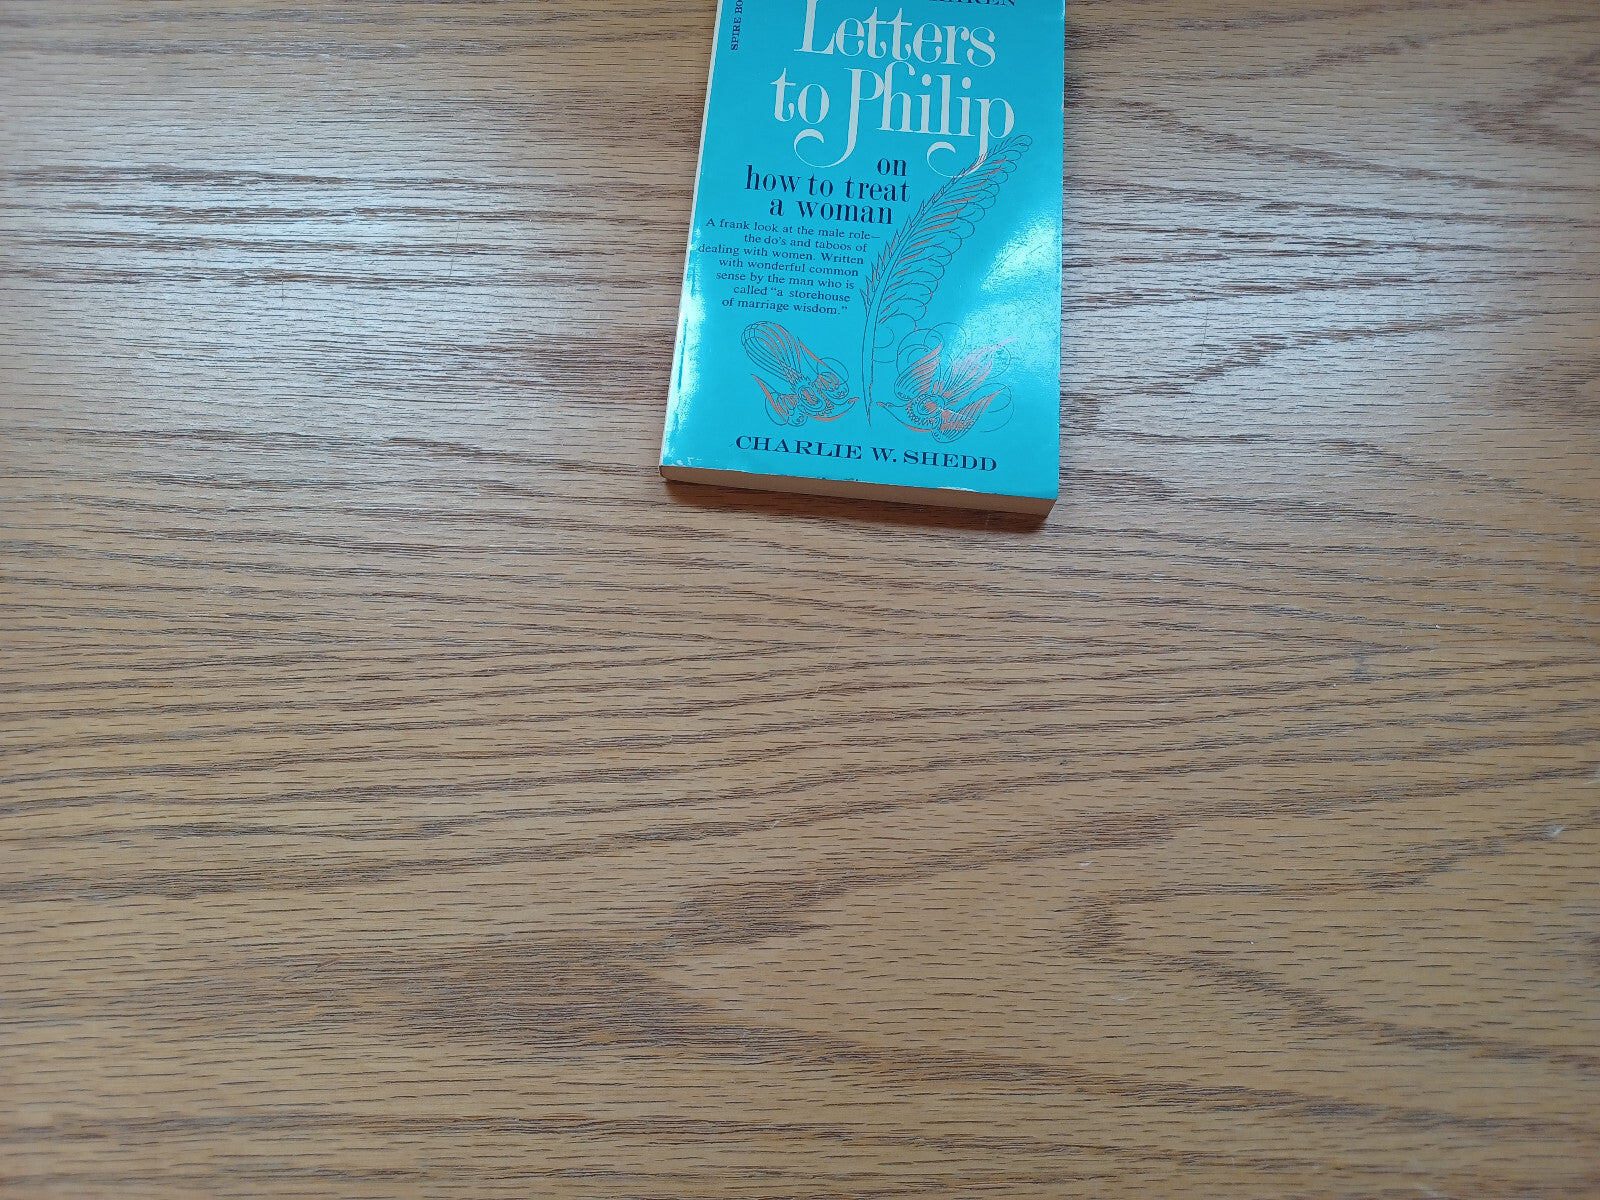 SPIRE BO
Letters
to Philip
on
how to treat
a woman
A frank look at the male role—
the do's and taboos of
dealing with women. Written
with wonderful common
sense by the man who is
called "a storehouse
of marriage wisdom."
CHARLIE W. SHEDD